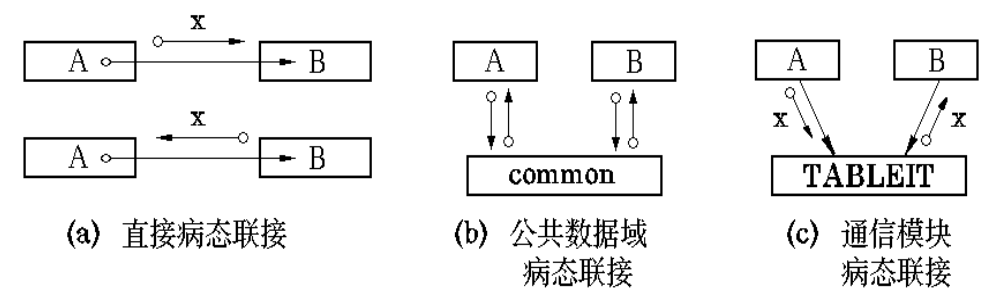 x
A B
x
A B
(a) 直接病态联接
A B
common
(b) 公共数据域
病态联接
A B
x x
TABLEIT
(c) 通信模块
病态联接